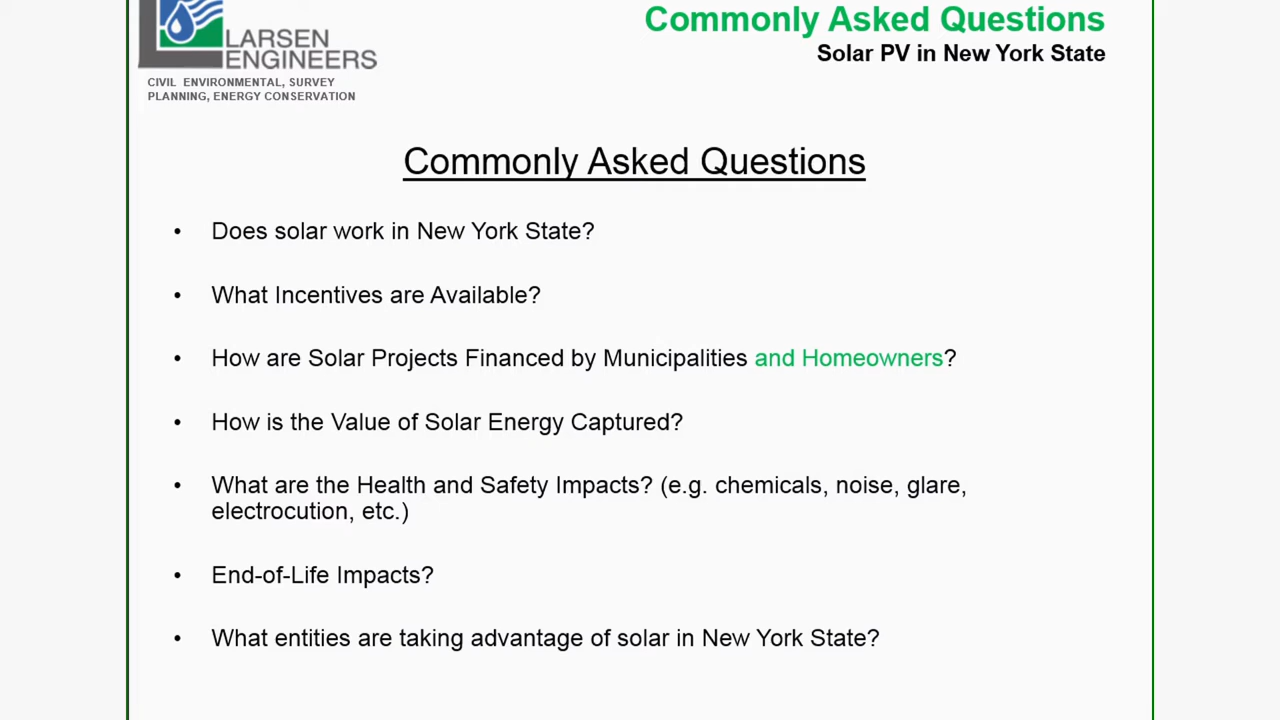 LARSEN
ENGINEERS
CIVIL ENVIRONMENTAL, SURVEY
PLANNING, ENERGY CONSERVATION
Commonly Asked Questions
Solar PV in New York State
Commonly Asked Questions
• Does solar work in New York State?
• What Incentives are Available?
• How are Solar Projects Financed by Municipalities and Homeowners?
• How is the Value of Solar Energy Captured?
• What are the Health and Safety Impacts? (e.g. chemicals, noise, glare,
electrocution, etc.)
• End-of-Life Impacts?
• What entities are taking advantage of solar in New York State?